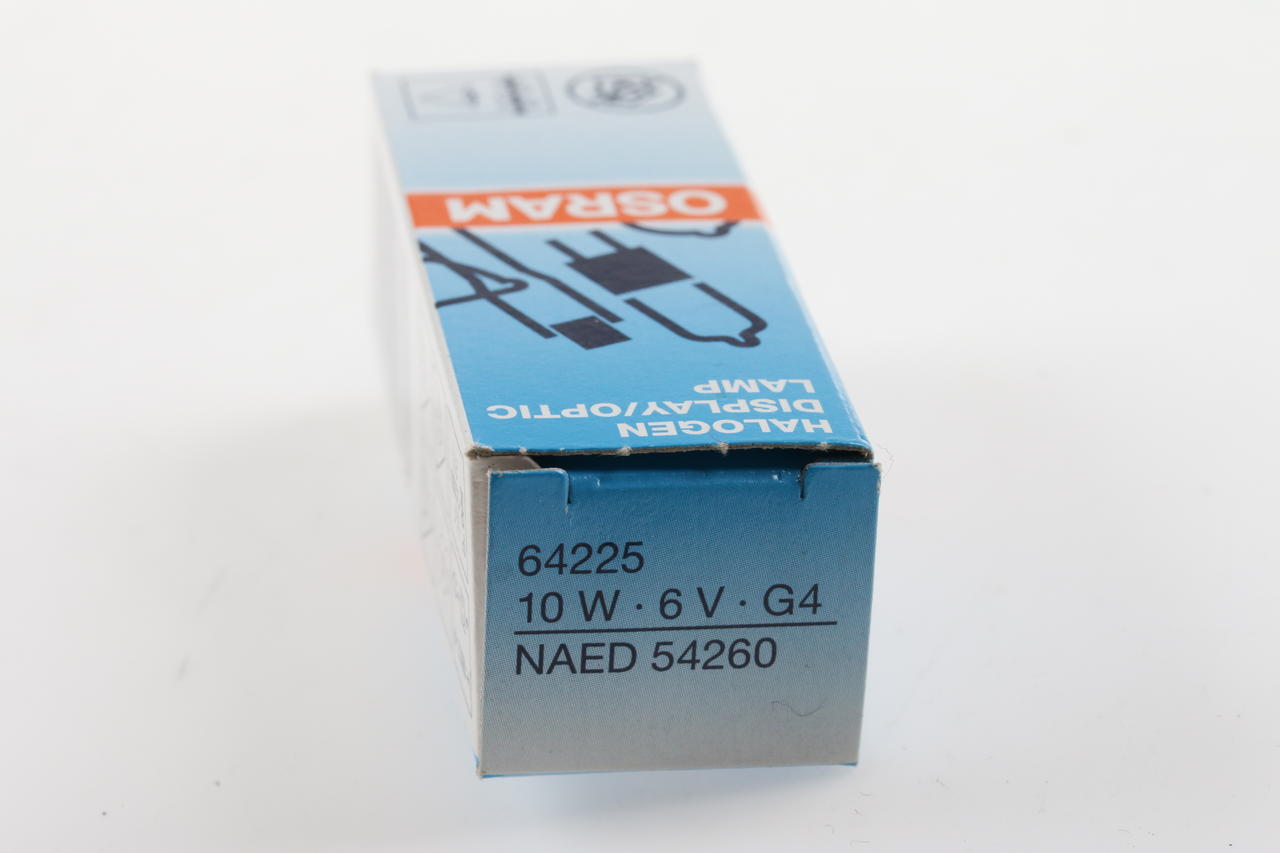 OSRAM
HALOGEN
DISPLAY/OPTIC
LAMP
64225
10 W · 6 V · G4
NAED 54260